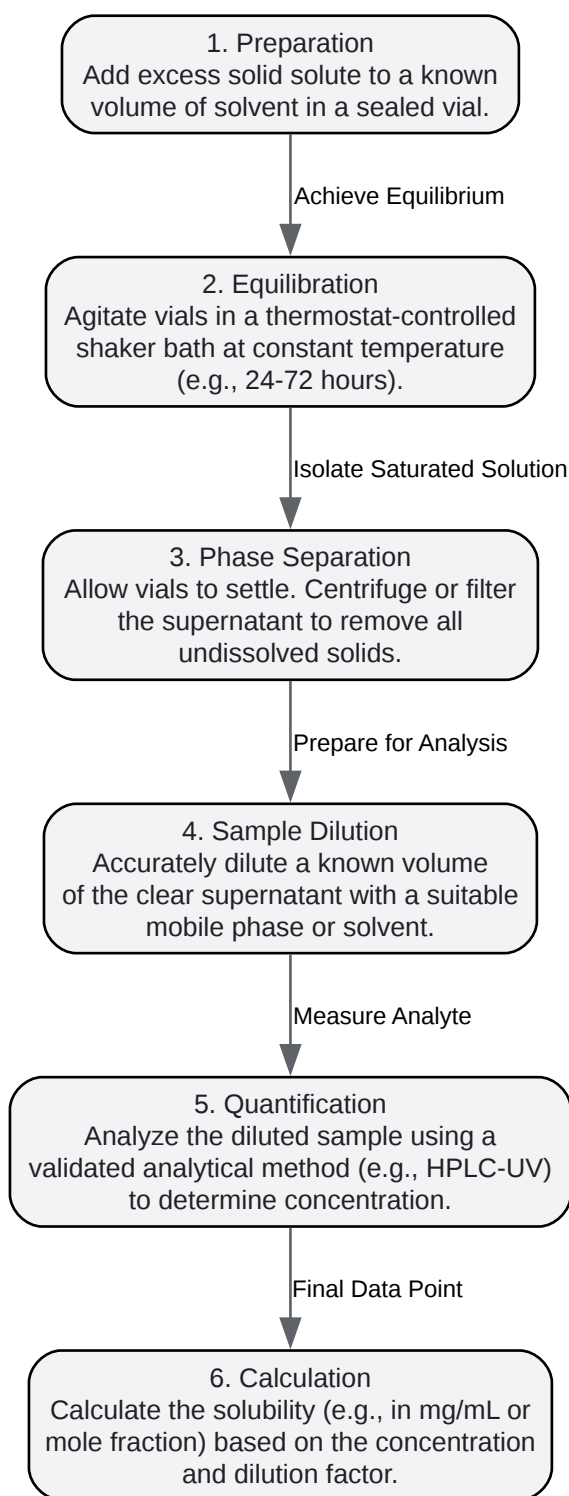 1. Preparation
Add excess solid solute to a known
volume of solvent in a sealed vial.
Achieve Equilibrium
2. Equilibration
Agitate vials in a thermostat-controlled
shaker bath at constant temperature
(e.g., 24-72 hours).
Isolate Saturated Solution
3. Phase Separation
Allow vials to settle. Centrifuge or filter
the supernatant to remove all
undissolved solids.
Prepare for Analysis
4. Sample Dilution
Accurately dilute a known volume
of the clear supernatant with a suitable
mobile phase or solvent.
Measure Analyte
5. Quantification
Analyze the diluted sample using a
validated analytical method (e.g., HPLC-UV)
to determine concentration.
Final Data Point
6. Calculation
Calculate the solubility (e.g., in mg/mL or
mole fraction) based on the concentration
and dilution factor.